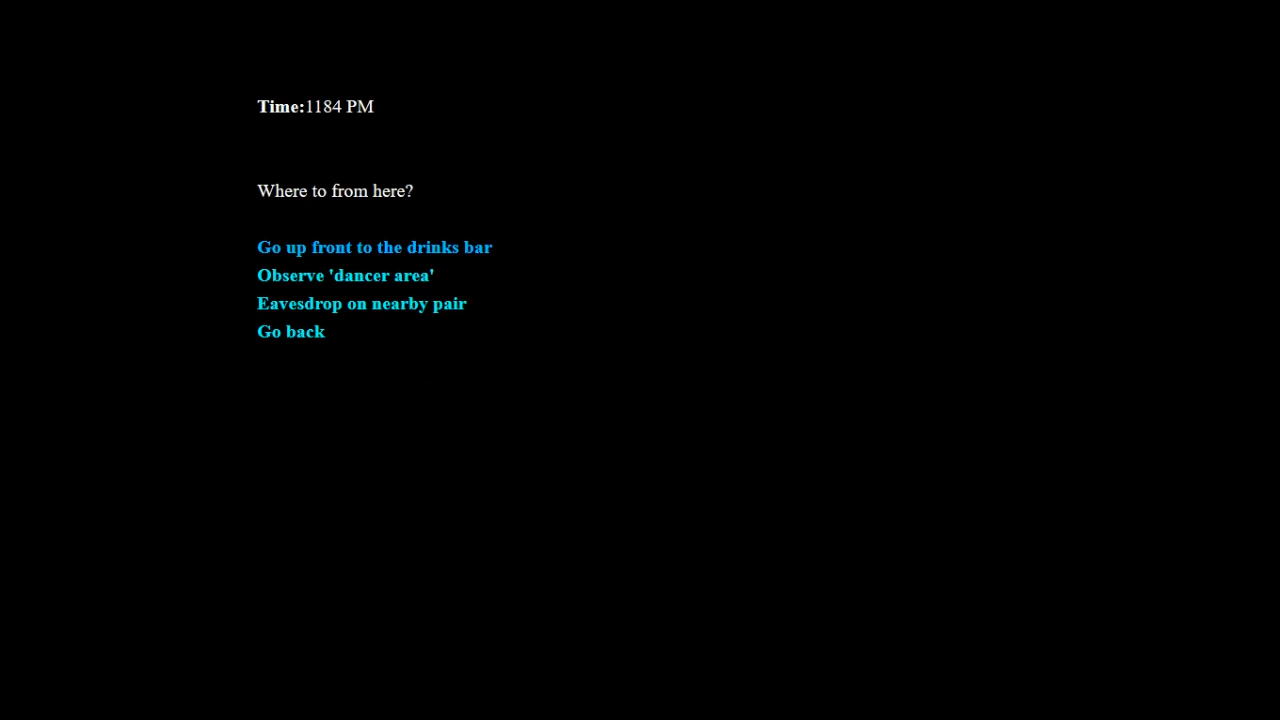 Time:1184 PM
Where to from here?
Go up front to the drinks bar
Observe 'dancer area'
Eavesdrop on nearby pair
Go back